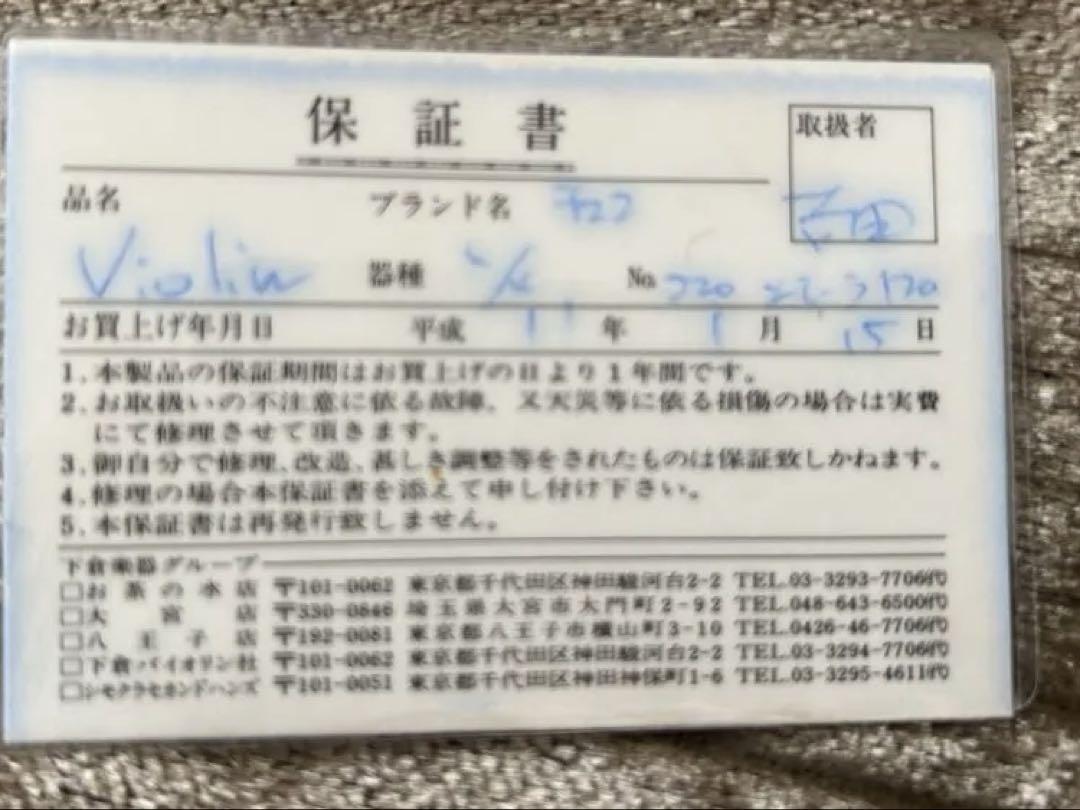 保証書
取扱者
吉田
品名 ブランド名 チェコ
Violin 器種 No.
お買上げ年月日 平成 11年 1月 15日
1. 本製品の保証期間はお買上げの日より1年間です。
2. お取扱いの不注意に依る故障、又天災等に依る損傷の場合は実費
にて修理させて頂きます。
3. 御自分で修理、改造、甚しき調整等をされたものは保証致しかねます。
4. 修理の場合本保証書を添えて申し付け下さい。
5. 本保証書は再発行致しません。
下倉楽器グループ
□お茶の水店 〒101-0062 東京都千代田区神田駿河台2-2 TEL.03-3293-7706代
□大宮店 〒330-0846 埼玉県大宮市大門町2-92 TEL.048-643-6500代
□八王子店 〒192-0081 東京都八王子市横山町3-10 TEL.0426-46-7706代
□下倉バイオリン社 〒101-0062 東京都千代田区神田駿河台2-2 TEL.03-3294-7706代
□シモクラセカンドハンズ 〒101-0051 東京都千代田区神田神保町1-6 TEL.03-3295-4611代